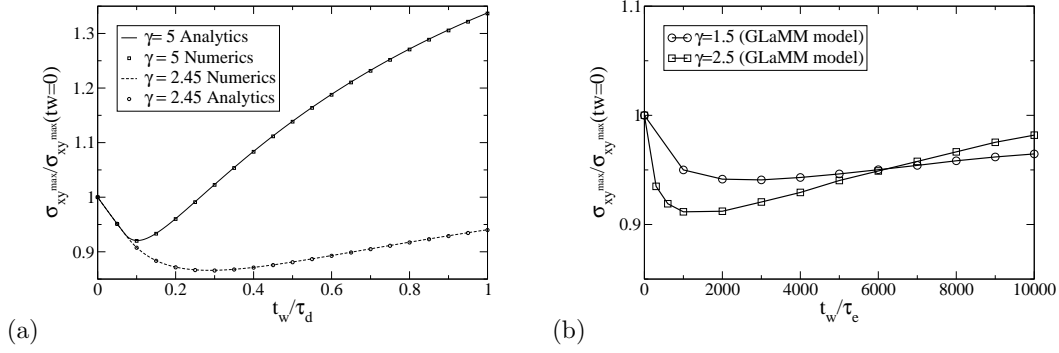 1.3
1.2
1.1
1
0.9
σxy^max/σxy^max(tw=0)
γ= 5 Analytics
γ = 5 Numerics
γ = 2.45 Numerics
γ = 2.45 Analytics
0 0.2 0.4 0.6 0.8 1
tw/τd
(a)
1.1
1
0.9
σxy^max/σxy^max(tw=0)
γ=1.5 (GLaMM model)
γ=2.5 (GLaMM model)
0 2000 4000 6000 8000 10000
tw/τe
(b)